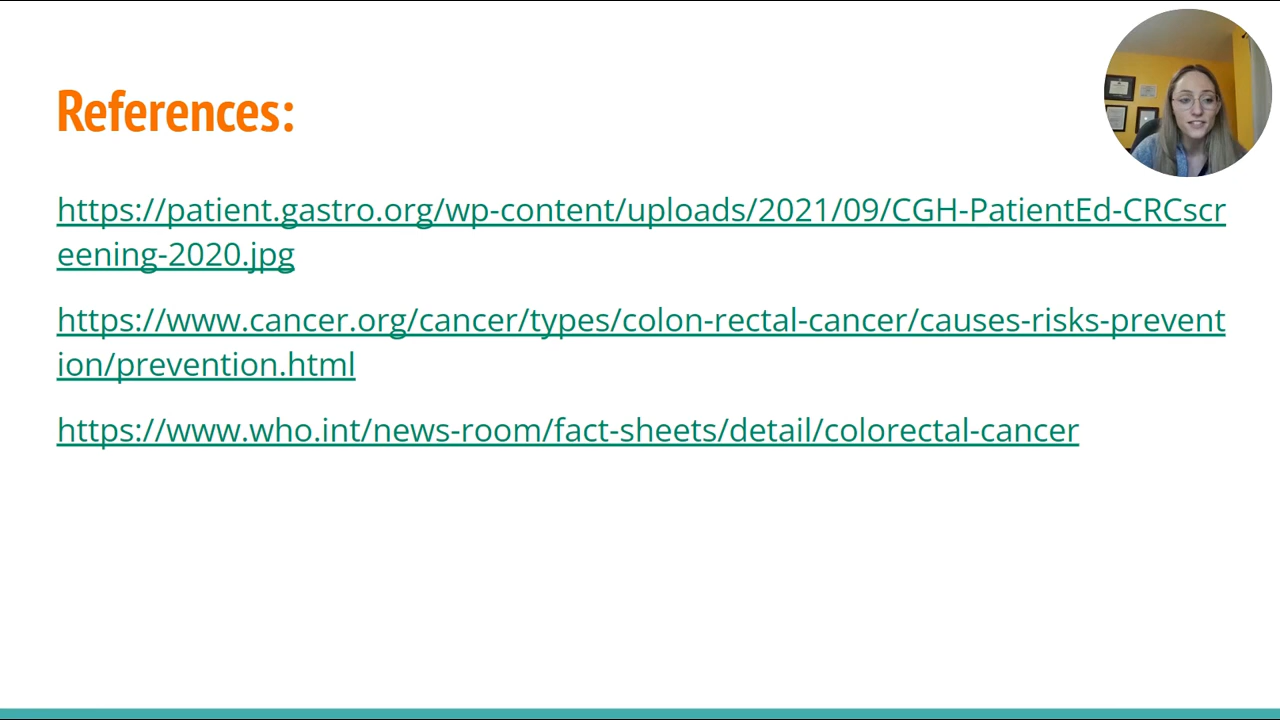 References:
https://patient.gastro.org/wp-content/uploads/2021/09/CGH-PatientEd-CRCscr
eening-2020.jpg
https://www.cancer.org/cancer/types/colon-rectal-cancer/causes-risks-prevent
ion/prevention.html
https://www.who.int/news-room/fact-sheets/detail/colorectal-cancer